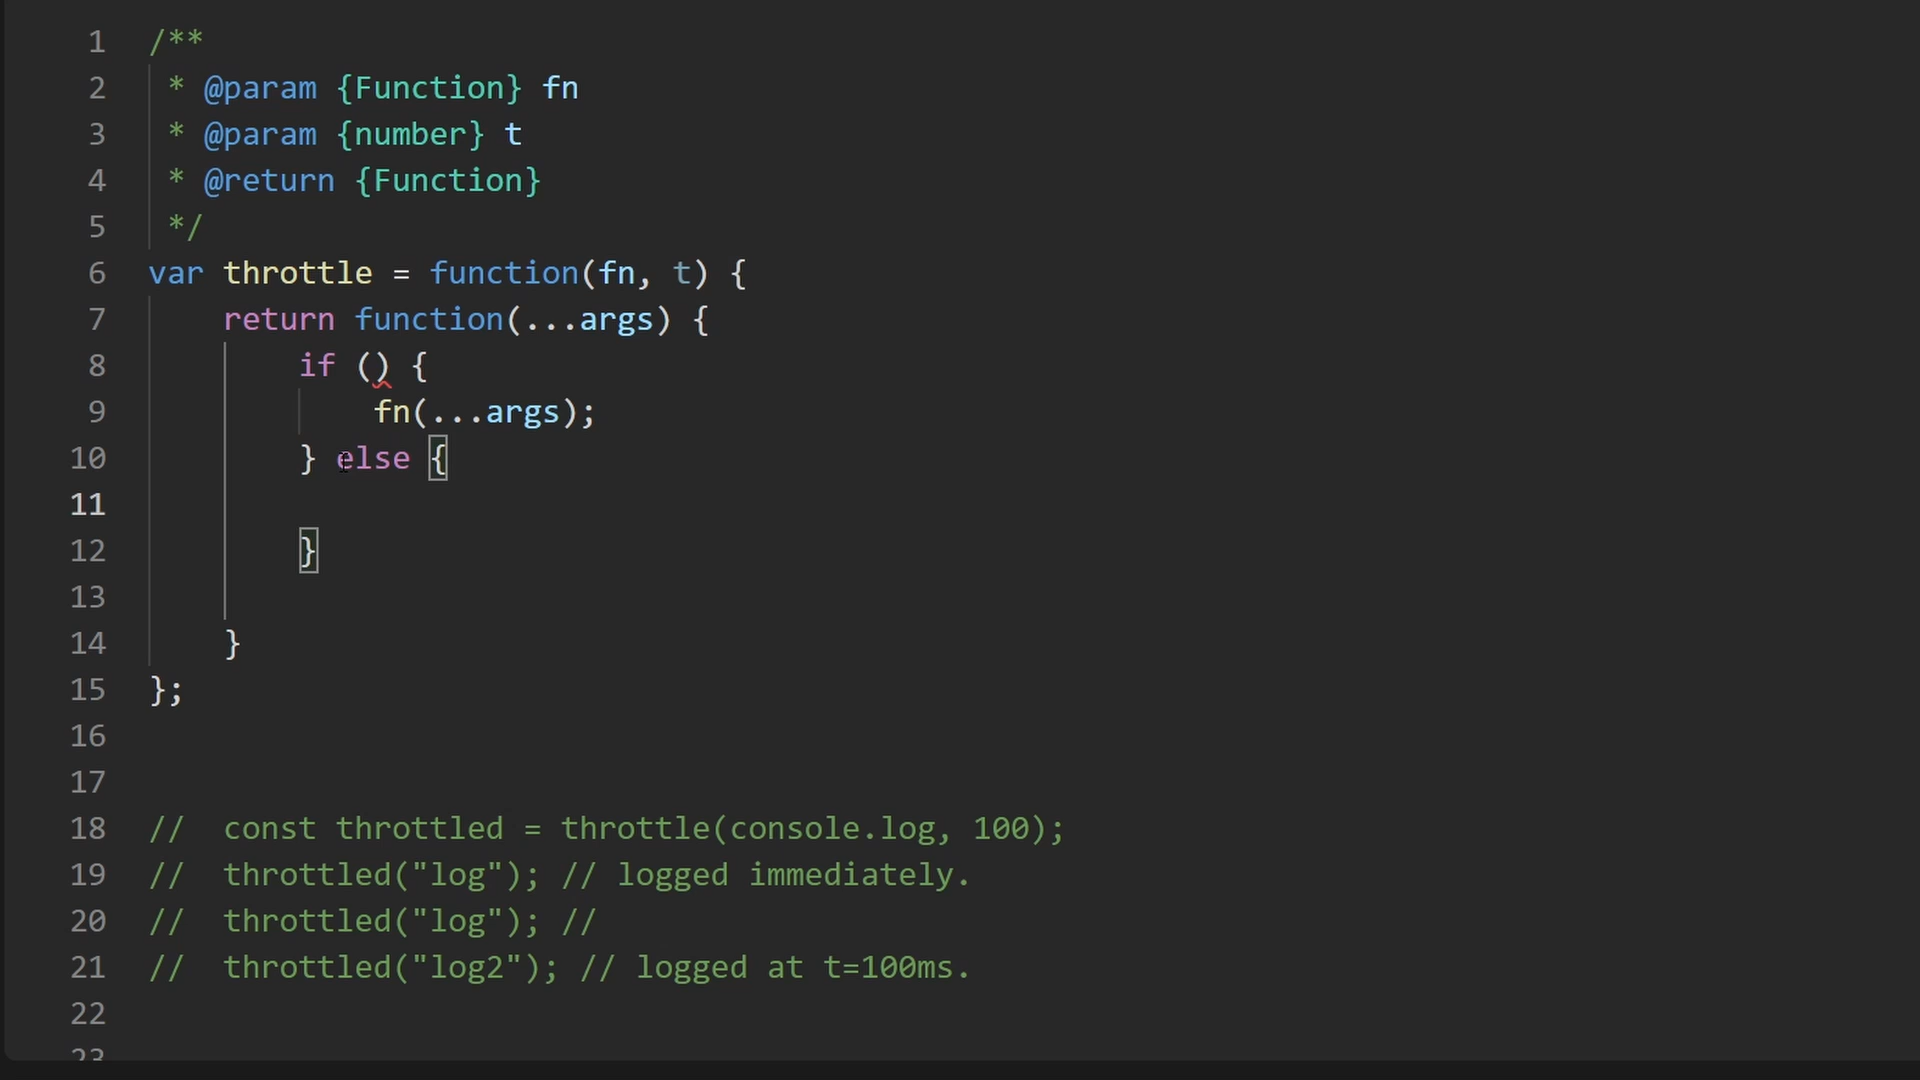 1 /**
2  * @param {Function} fn
3  * @param {number} t
4  * @return {Function}
5  */
6 var throttle = function(fn, t) {
7     return function(...args) {
8         if () {
9             fn(...args);
10         } else {
11
12         }
13
14     }
15 };
16
17
18 //  const throttled = throttle(console.log, 100);
19 //  throttled("log"); // logged immediately.
20 //  throttled("log"); //
21 //  throttled("log2"); // logged at t=100ms.
22
23